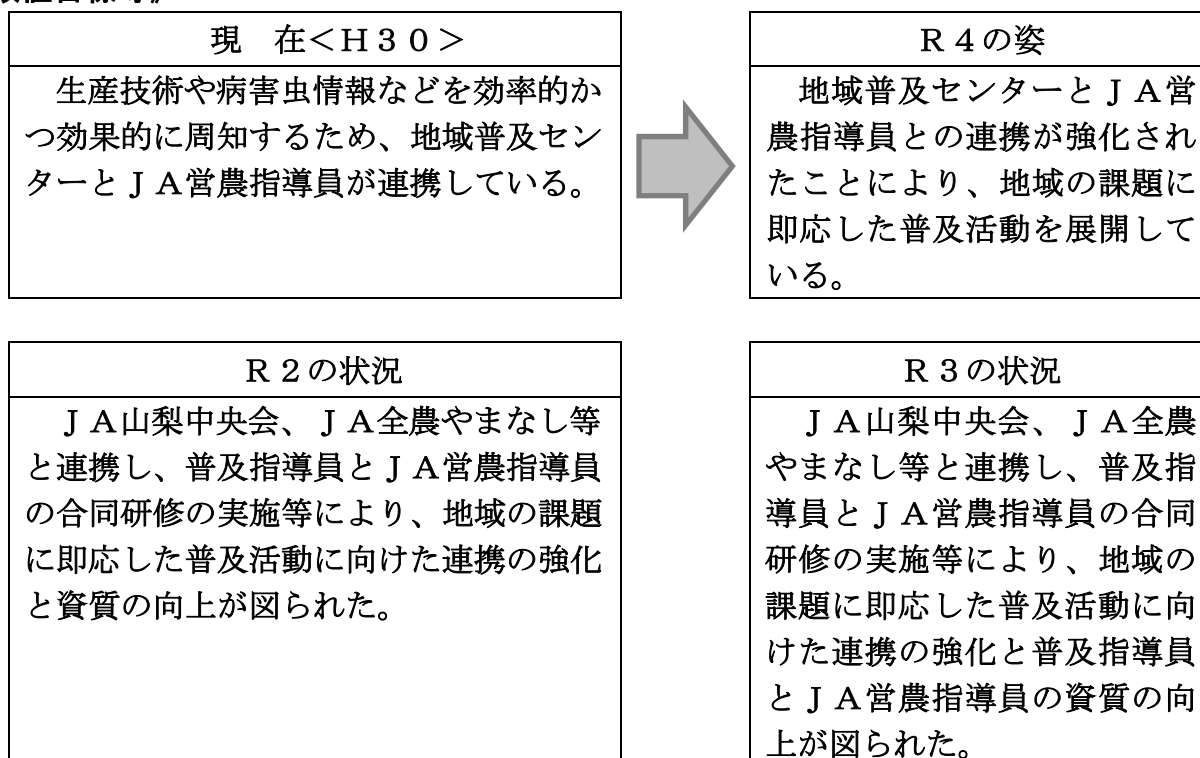 現　在＜Ｈ３０＞
生産技術や病害虫情報などを効率的か
つ効果的に周知するため、地域普及セン
ターとＪＡ営農指導員が連携している。
Ｒ４の姿
地域普及センターとＪＡ営
農指導員との連携が強化され
たことにより、地域の課題に
即応した普及活動を展開して
いる。
Ｒ２の状況
ＪＡ山梨中央会、ＪＡ全農やまなし等
と連携し、普及指導員とＪＡ営農指導員
の合同研修の実施等により、地域の課題
に即応した普及活動に向けた連携の強化
と資質の向上が図られた。
Ｒ３の状況
ＪＡ山梨中央会、ＪＡ全農
やまなし等と連携し、普及指
導員とＪＡ営農指導員の合同
研修の実施等により、地域の
課題に即応した普及活動に向
けた連携の強化と普及指導員
とＪＡ営農指導員の資質の向
上が図られた。